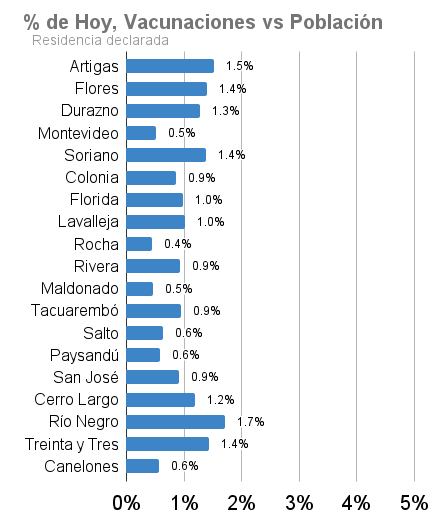 % de Hoy, Vacunaciones vs Población
Residencia declarada
Artigas 1.5%
Flores 1.4%
Durazno 1.3%
Montevideo 0.5%
Soriano 1.4%
Colonia 0.9%
Florida 1.0%
Lavalleja 1.0%
Rocha 0.4%
Rivera 0.9%
Maldonado 0.5%
Tacuarembó 0.9%
Salto 0.6%
Paysandú 0.6%
San José 0.9%
Cerro Largo 1.2%
Río Negro 1.7%
Treinta y Tres 1.4%
Canelones 0.6%
0% 1% 2% 3% 4% 5%